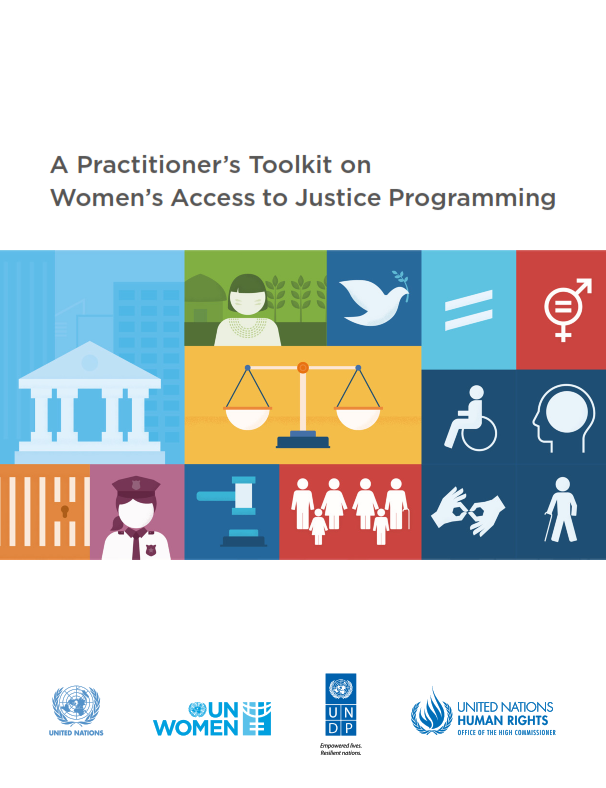 A Practitioner's Toolkit on
Women's Access to Justice Programming
UNITED NATIONS
UN
WOMEN
U N
D P
Empowered lives.
Resilient nations.
UNITED NATIONS
HUMAN RIGHTS
OFFICE OF THE HIGH COMMISSIONER